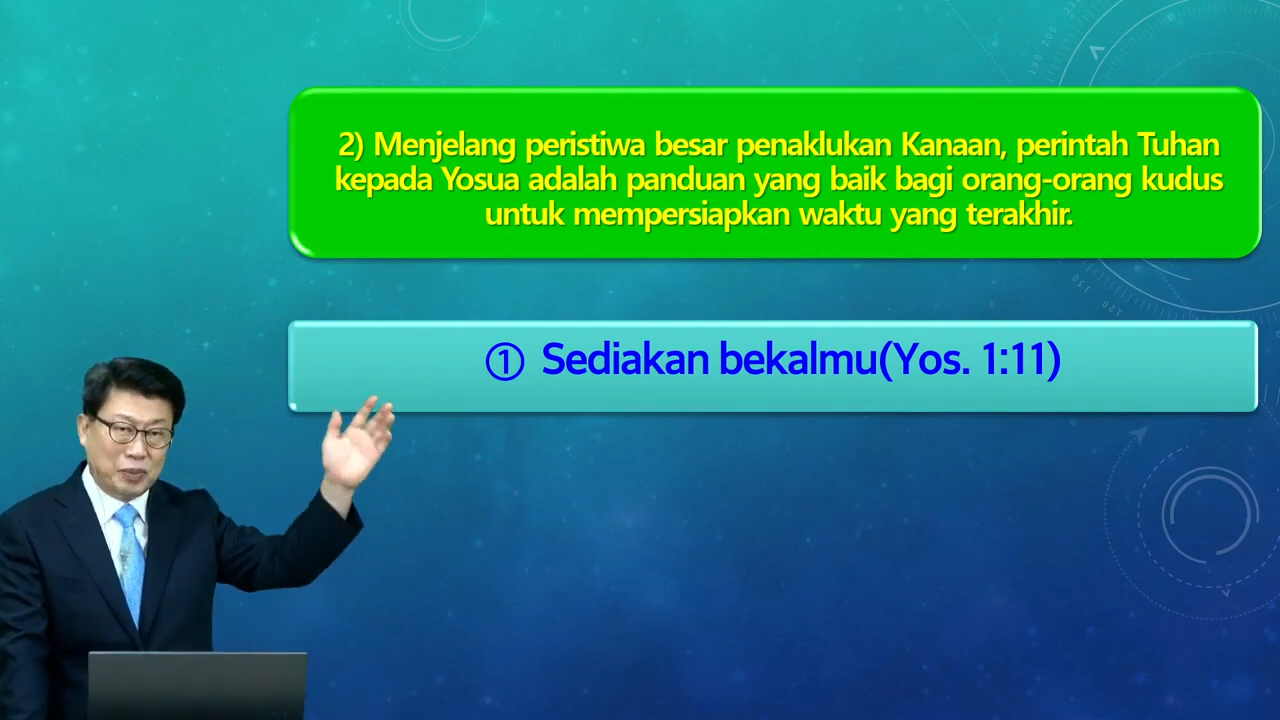 2) Menjelang peristiwa besar penaklukan Kanaan, perintah Tuhan
kepada Yosua adalah panduan yang baik bagi orang-orang kudus
untuk mempersiapkan waktu yang terakhir.
① Sediakan bekalmu(Yos. 1:11)